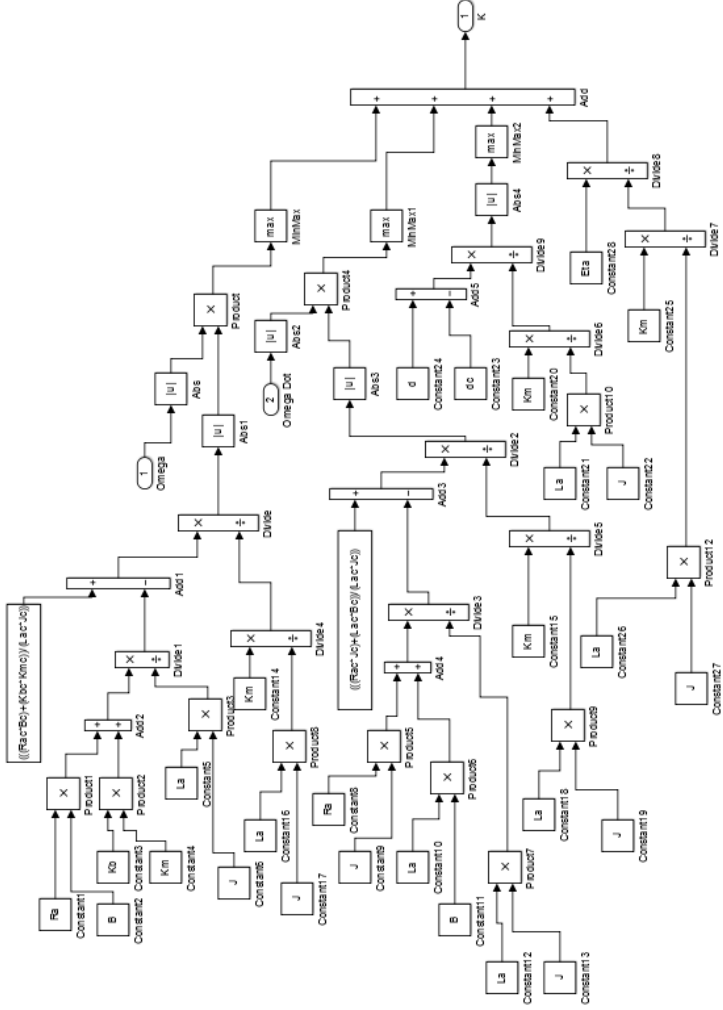 1
K
+
+
+
+
Add
max
MinMax
max
MinMax1
max
MinMax2
×
÷
Divide8
×
Product
|u|
Abs
1
Omega
|u|
Abs1
×
Product4
|u|
Abs2
2
Omega Dot
|u|
Abs3
|u|
Abs4
×
÷
Divide9
Eta
Constant28
×
÷
Divide7
Km
Constant25
+
−
Add5
d
Constant24
dc
Constant23
×
÷
Divide6
Km
Constant20
×
Product10
La
Constant21
J
Constant22
(((Rac*Bc)+(Kbc*Kmc))/(Lac*Jc))
+
−
Add1
×
÷
Divide
×
÷
Divide1
+
+
Add2
×
Product1
×
Product2
×
Product3
Ra
Constant1
B
Constant2
Kb
Constant3
Km
Constant4
La
Constant5
J
Constant6
×
÷
Divide4
Km
Constant14
×
Product8
La
Constant16
J
Constant17
(((Rac*Jc)+(Lac*Bc))/(Lac*Jc))
+
−
Add3
×
÷
Divide2
×
÷
Divide3
+
+
Add4
×
Product5
Ra
Constant8
J
Constant9
×
Product6
La
Constant10
B
Constant11
×
Product7
La
Constant12
J
Constant13
×
÷
Divide5
Km
Constant15
×
Product9
La
Constant18
J
Constant19
×
Product12
La
Constant26
J
Constant27